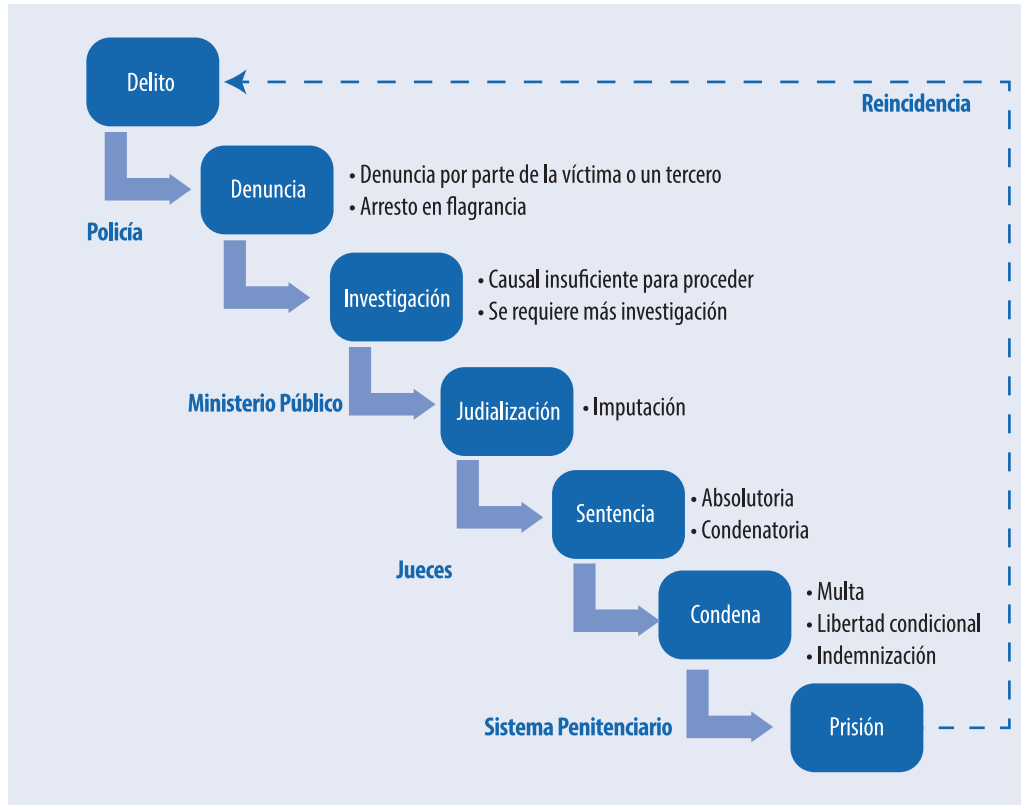 Delito
Reincidencia
Denuncia
• Denuncia por parte de la víctima o un tercero
• Arresto en flagrancia
Policía
Investigación
• Causal insuficiente para proceder
• Se requiere más investigación
Ministerio Público
Judialización
• Imputación
Sentencia
• Absolutoria
• Condenatoria
Jueces
Condena
• Multa
• Libertad condicional
• Indemnización
Sistema Penitenciario
Prisión